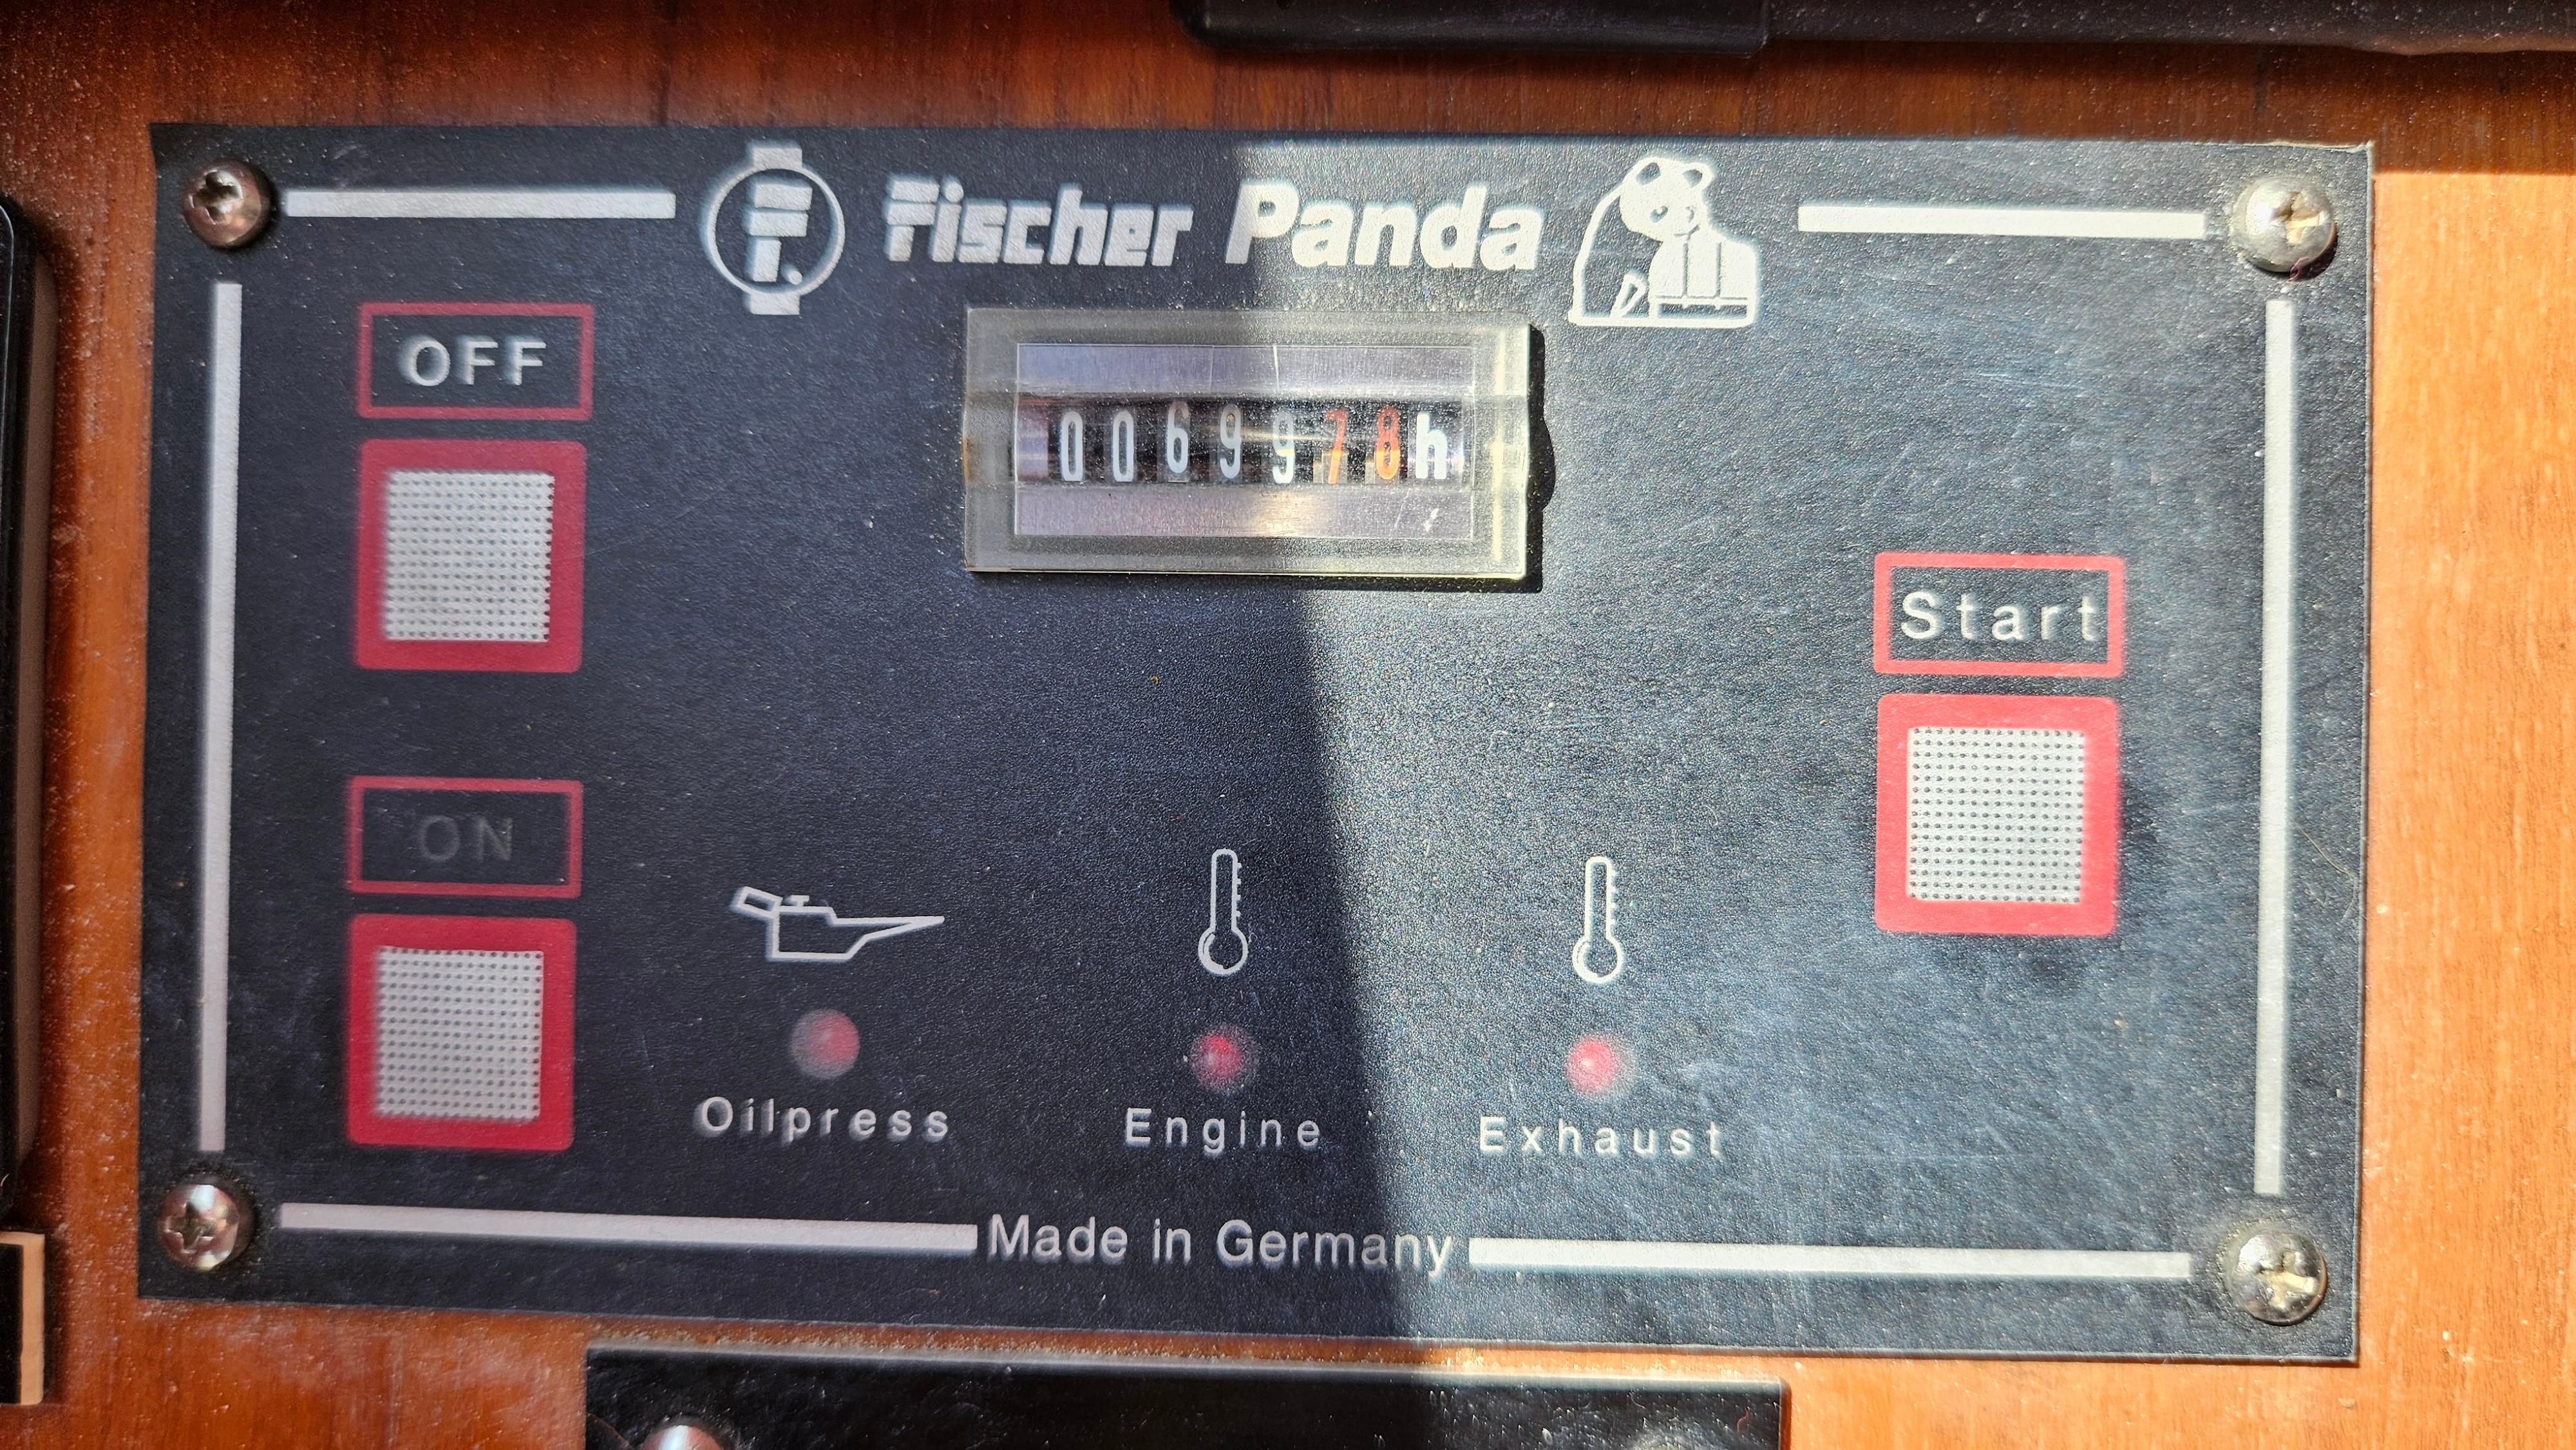 F.
Fischer Panda
OFF
0069978h
Start
ON
Oilpress
Engine
Exhaust
Made in Germany